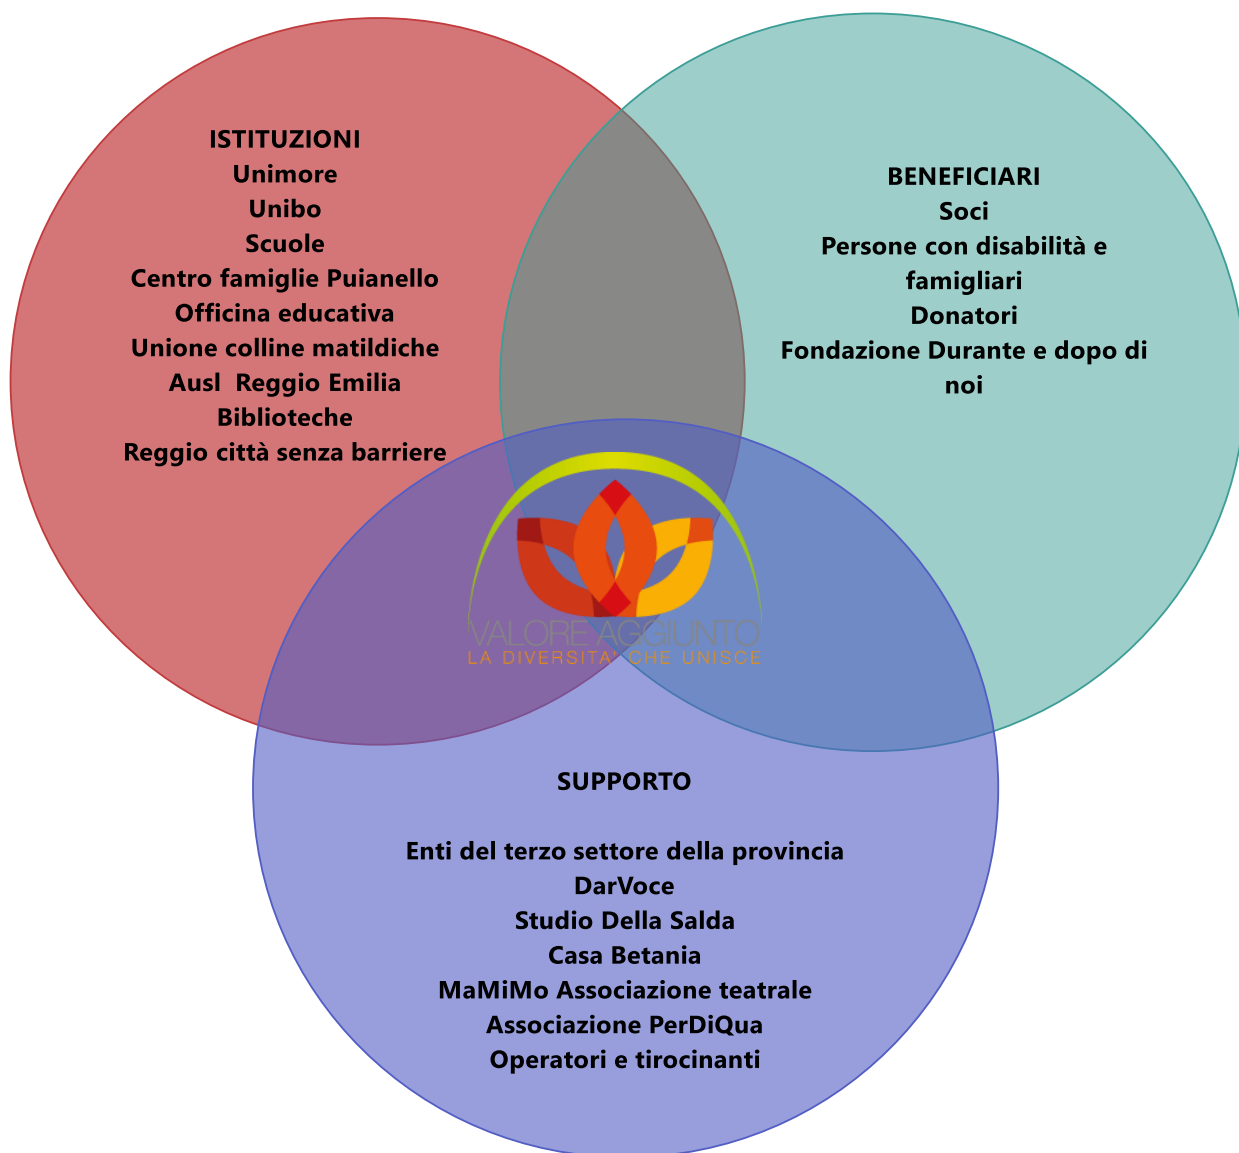 ISTITUZIONI
Unimore
Unibo
Scuole
Centro famiglie Puianello
Officina educativa
Unione colline matildiche
Ausl  Reggio Emilia
Biblioteche
Reggio città senza barriere
BENEFICIARI
Soci
Persone con disabilità e
famigliari
Donatori
Fondazione Durante e dopo di
noi
VALORE AGGIUNTO
LA DIVERSITA' CHE UNISCE
SUPPORTO
Enti del terzo settore della provincia
DarVoce
Studio Della Salda
Casa Betania
MaMiMo Associazione teatrale
Associazione PerDiQua
Operatori e tirocinanti